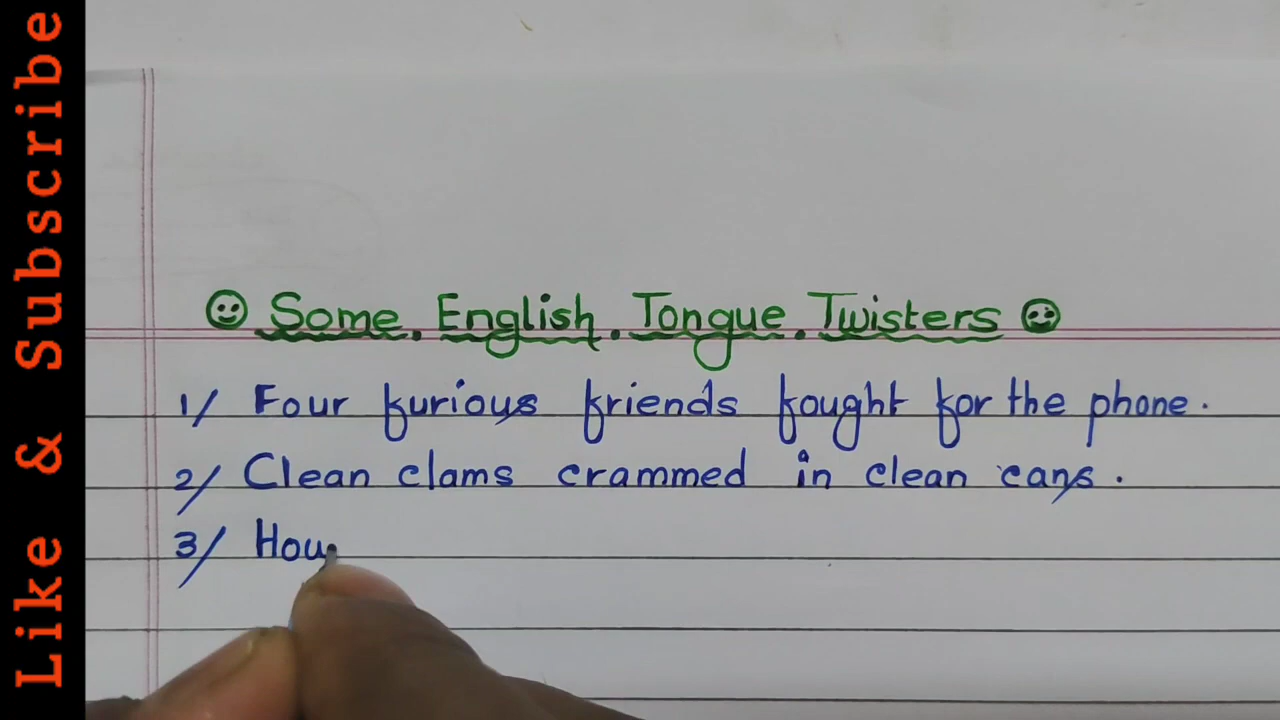 Like & Subscribe
Some. English. Tongue. Twisters
1/ Four furious friends fought for the phone.
2/ Clean clams crammed in clean cans.
3/ Hou